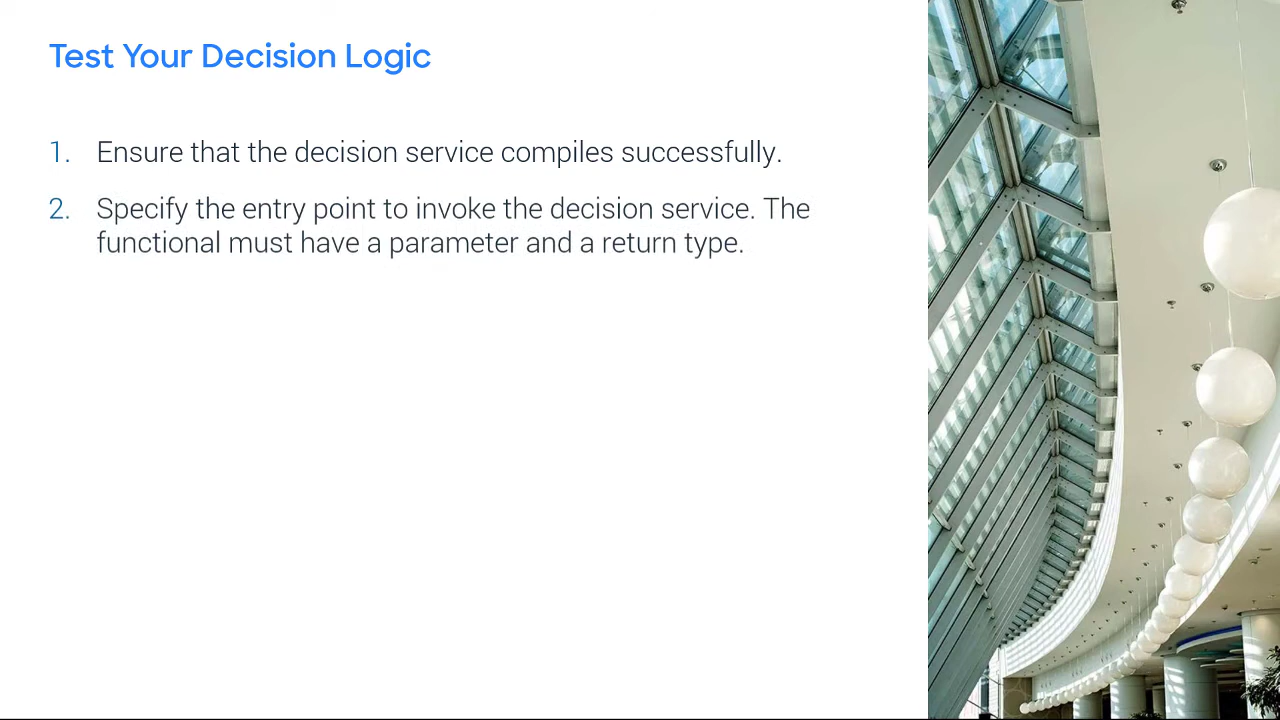 Test Your Decision Logic
1. Ensure that the decision service compiles successfully.
2. Specify the entry point to invoke the decision service. The
functional must have a parameter and a return type.